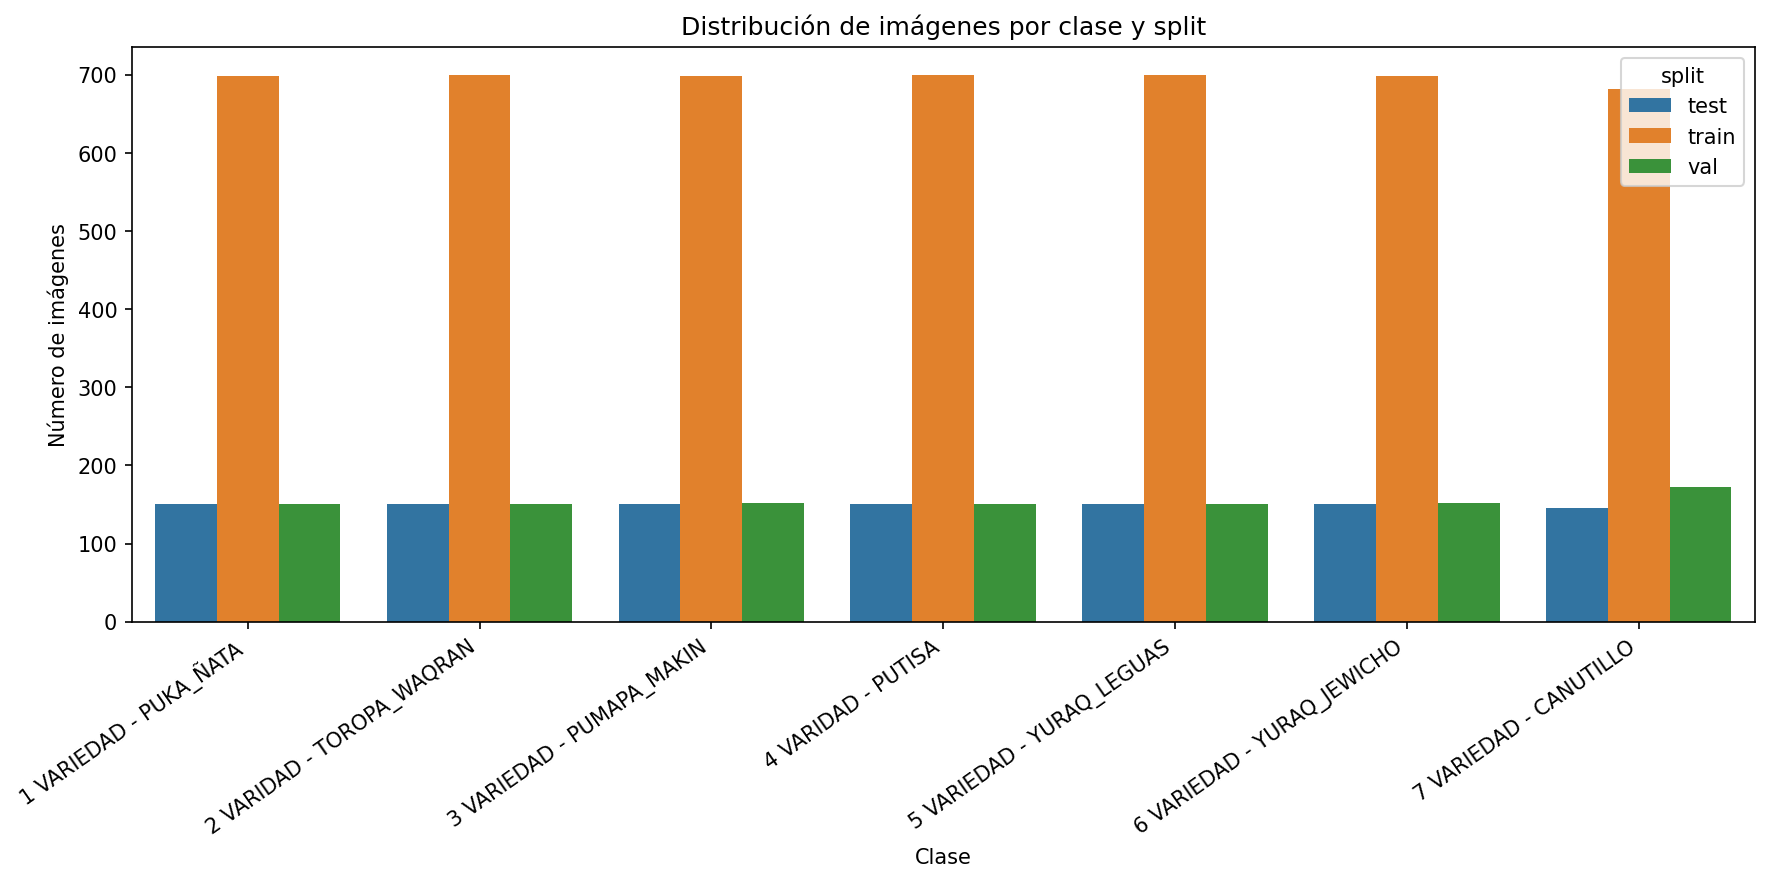 Distribución de imágenes por clase y split
Número de imágenes
700
600
500
400
300
200
100
0
split
test
train
val
1 VARIEDAD - PUKA_ÑATA
2 VARIDAD - TOROPA_WAQRAN
3 VARIEDAD - PUMAPA_MAKIN
4 VARIDAD - PUTISA
5 VARIEDAD - YURAQ_LEGUAS
6 VARIEDAD - YURAQ_JEWICHO
7 VARIEDAD - CANUTILLO
Clase